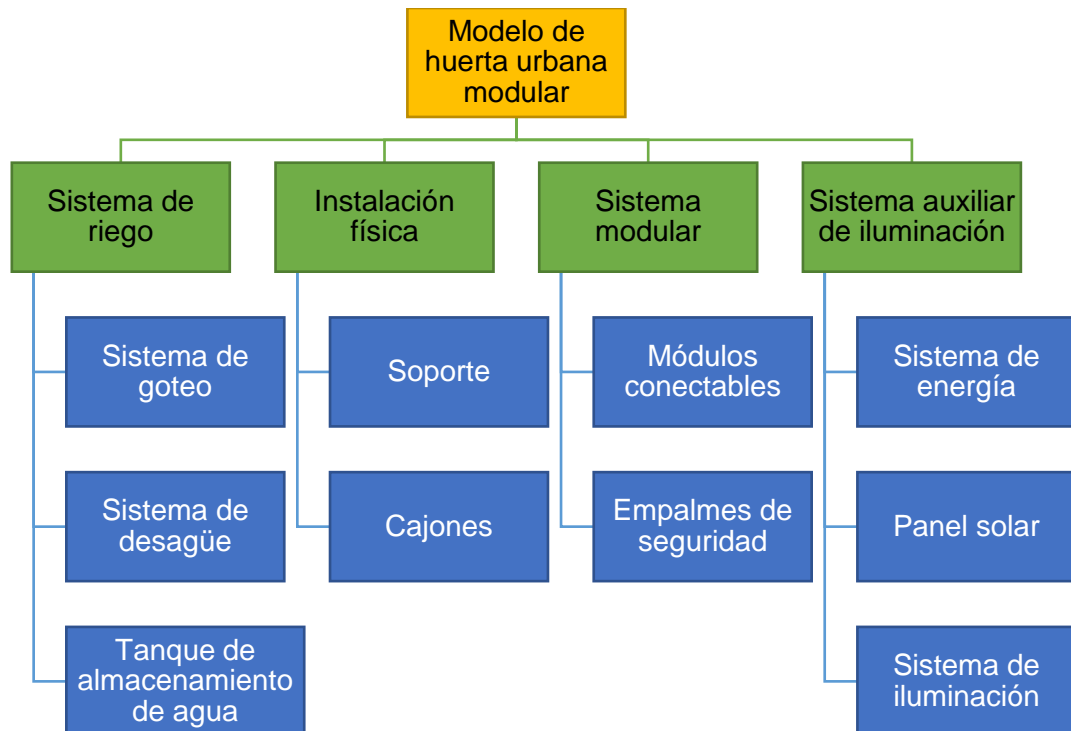 Modelo de
huerta urbana
modular
Sistema de
riego
Instalación
física
Sistema
modular
Sistema auxiliar
de iluminación
Sistema de
goteo
Soporte
Módulos
conectables
Sistema de
energía
Sistema de
desagüe
Cajones
Empalmes de
seguridad
Panel solar
Tanque de
almacenamiento
de agua
Sistema de
iluminación